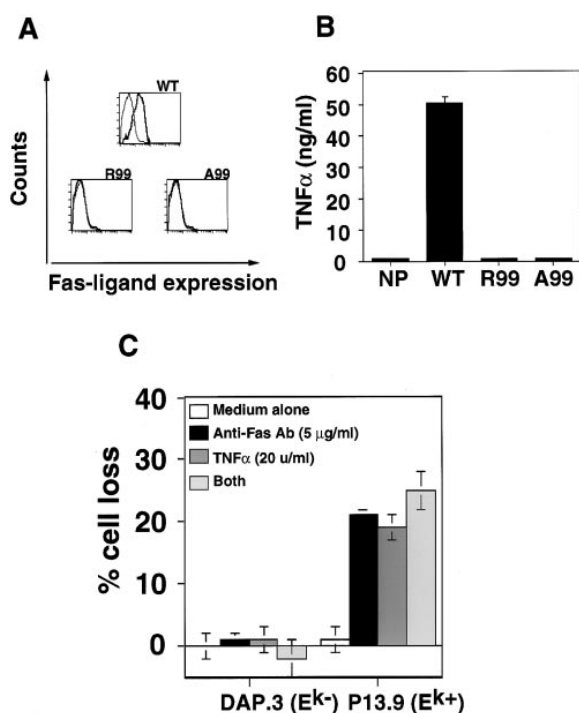 A
Counts
WT
R99
A99
Fas-ligand expression
B
TNFα (ng/ml)
60
50
40
30
20
10
0
NP WT R99 A99
C
% cell loss
40
30
20
10
0
Medium alone
Anti-Fas Ab (5 μg/ml)
TNFα (20 u/ml)
Both
DAP.3 (Eᵏ⁻) P13.9 (Eᵏ⁺)